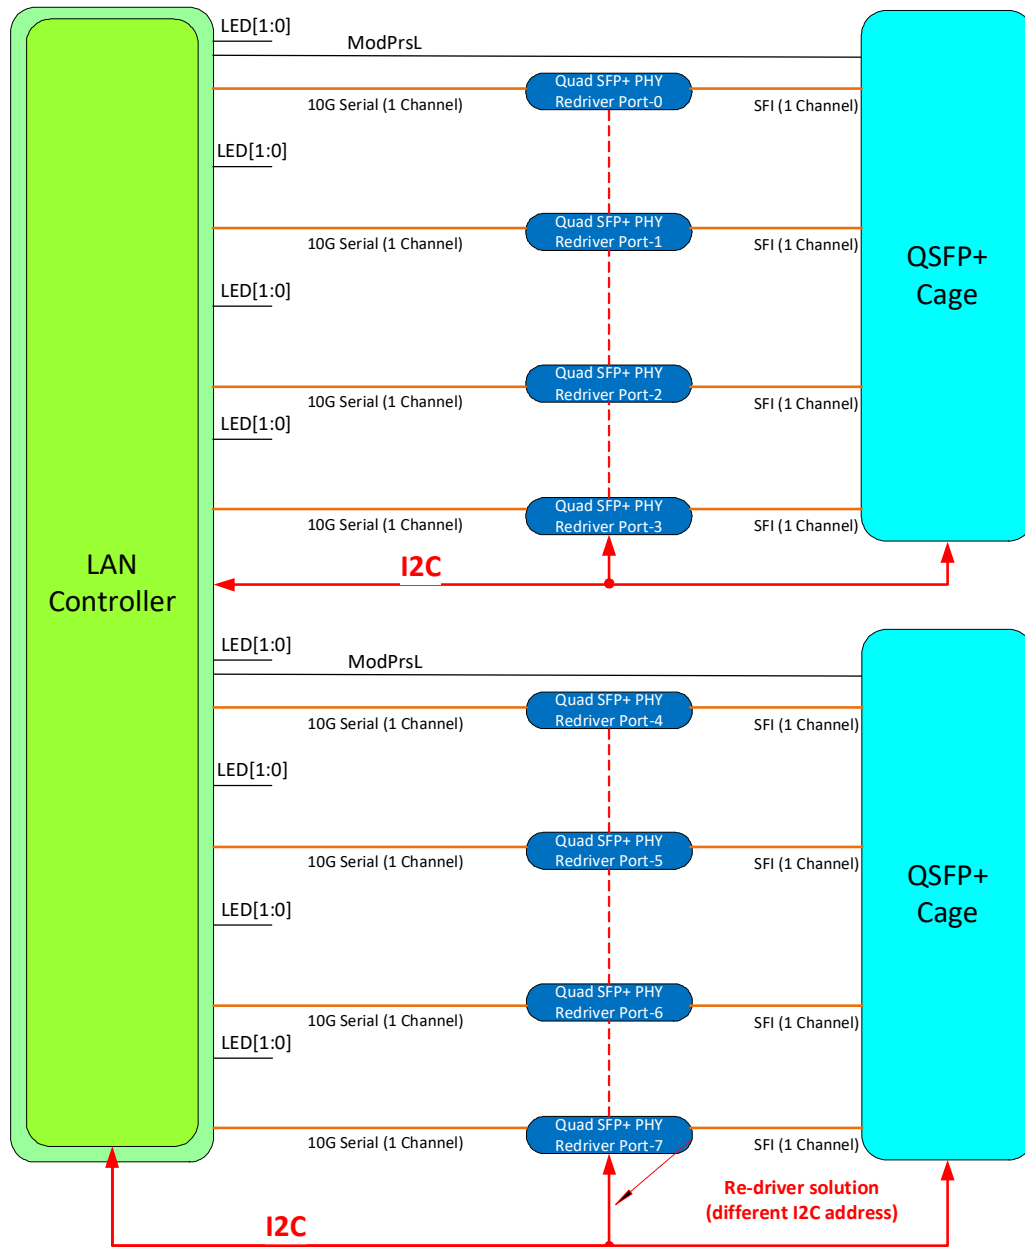 LED[1:0]
ModPrsL
Quad SFP+ PHY
Redriver Port-0
10G Serial (1 Channel)
SFI (1 Channel)
LED[1:0]
Quad SFP+ PHY
Redriver Port-1
10G Serial (1 Channel)
SFI (1 Channel)
QSFP+
Cage
LED[1:0]
Quad SFP+ PHY
Redriver Port-2
10G Serial (1 Channel)
SFI (1 Channel)
LED[1:0]
Quad SFP+ PHY
Redriver Port-3
10G Serial (1 Channel)
SFI (1 Channel)
LAN
Controller
I2C
LED[1:0]
ModPrsL
Quad SFP+ PHY
Redriver Port-4
10G Serial (1 Channel)
SFI (1 Channel)
LED[1:0]
Quad SFP+ PHY
Redriver Port-5
10G Serial (1 Channel)
SFI (1 Channel)
QSFP+
Cage
LED[1:0]
Quad SFP+ PHY
Redriver Port-6
10G Serial (1 Channel)
SFI (1 Channel)
LED[1:0]
Quad SFP+ PHY
Redriver Port-7
10G Serial (1 Channel)
SFI (1 Channel)
Re-driver solution
(different I2C address)
I2C